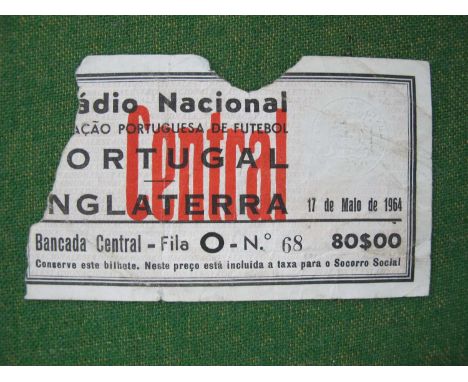 ádio Nacional
AÇÃO PORTUGUESA DE FUTEBOL
ORTUGAL
Central
NGLATERRA
17 de Maio de 1964
Bancada Central - Fila O - N.º 68 80$00
Conserve este bilhete. Neste preço está incluida a taxa para o Socorro Social